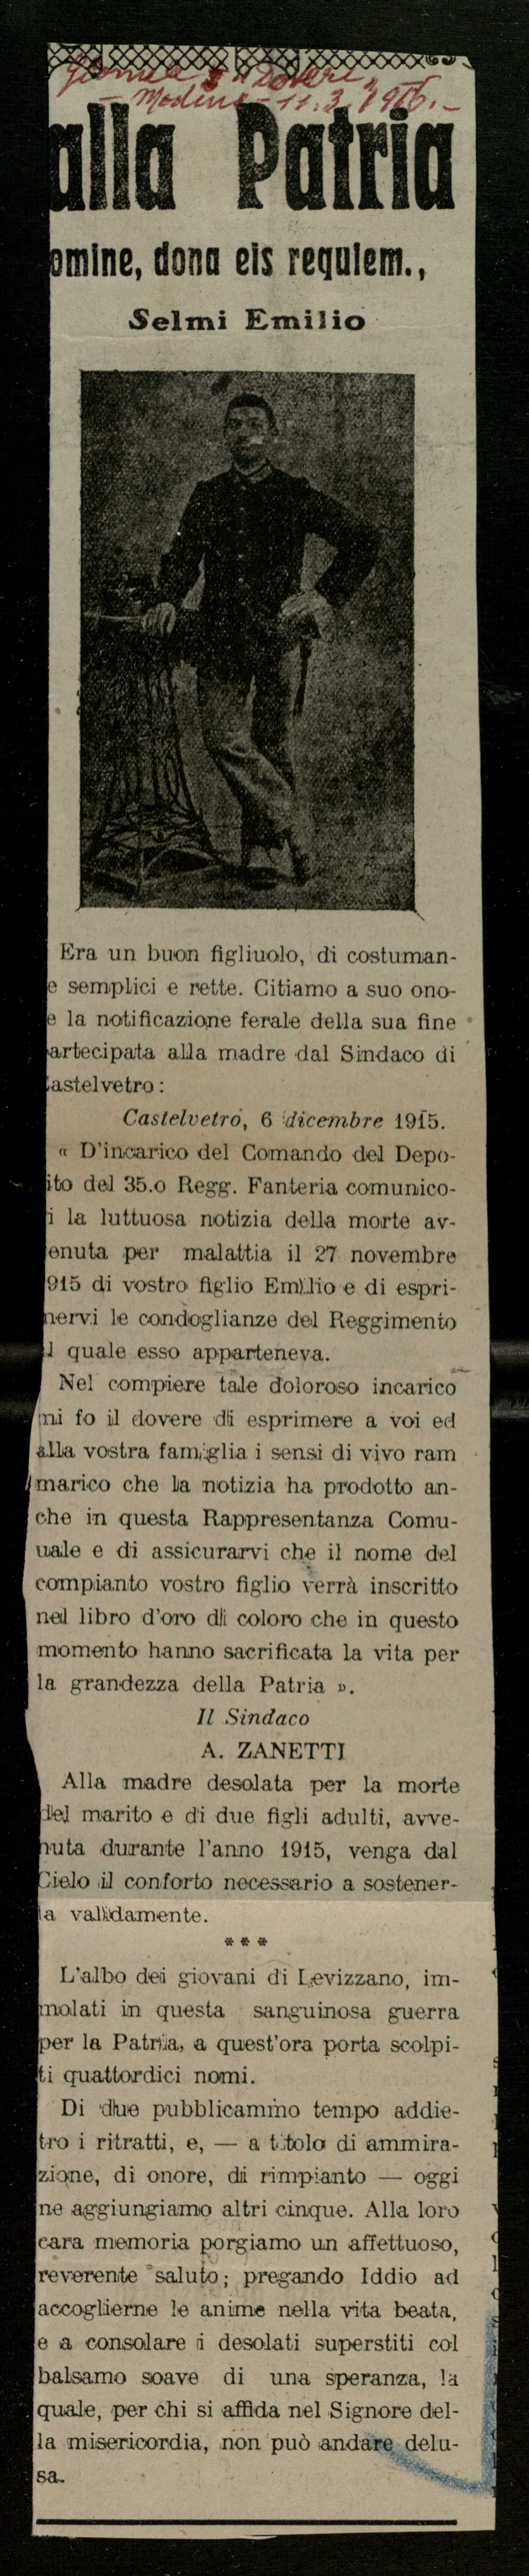 Giornale "Il Dovere"
- Modena - 11.3.1916. -
alla Patria
omine, dona eis requiem.,
Selmi Emilio
Era un buon figliuolo, di costuman-
e semplici e rette. Citiamo a suo ono-
e la notificazione ferale della sua fine
artecipata alla madre dal Sindaco di
astelvetro:
Castelvetro, 6 dicembre 1915.
« D'incarico del Comando del Depo-
ito del 35.o Regg. Fanteria comunico-
i la luttuosa notizia della morte av-
enuta per malattia il 27 novembre
915 di vostro figlio Emilio e di espri-
nervi le condoglianze del Reggimento
l quale esso apparteneva.
Nel compiere tale doloroso incarico
mi fo il dovere di esprimere a voi ed
alla vostra famiglia i sensi di vivo ram
marico che la notizia ha prodotto an-
che in questa Rappresentanza Comu-
uale e di assicurarvi che il nome del
compianto vostro figlio verrà inscritto
nel libro d'oro di coloro che in questo
momento hanno sacrificata la vita per
la grandezza della Patria ».
Il Sindaco
A. ZANETTI
Alla madre desolata per la morte
del marito e di due figli adulti, avve-
nuta durante l'anno 1915, venga dal
Cielo il conforto necessario a sostener-
la validamente.
* * *
L'albo dei giovani di Levizzano, im-
molati in questa sanguinosa guerra
per la Patria, a quest'ora porta scolpi-
ti quattordici nomi.
Di due pubblicammo tempo addie-
tro i ritratti, e, — a titolo di ammira-
zione, di onore, di rimpianto — oggi
ne aggiungiamo altri cinque. Alla loro
cara memoria porgiamo un affettuoso,
reverente saluto; pregando Iddio ad
accoglierne le anime nella vita beata,
e a consolare i desolati superstiti col
balsamo soave di una speranza, la
quale, per chi si affida nel Signore del-
la misericordia, non può andare delu-
sa.